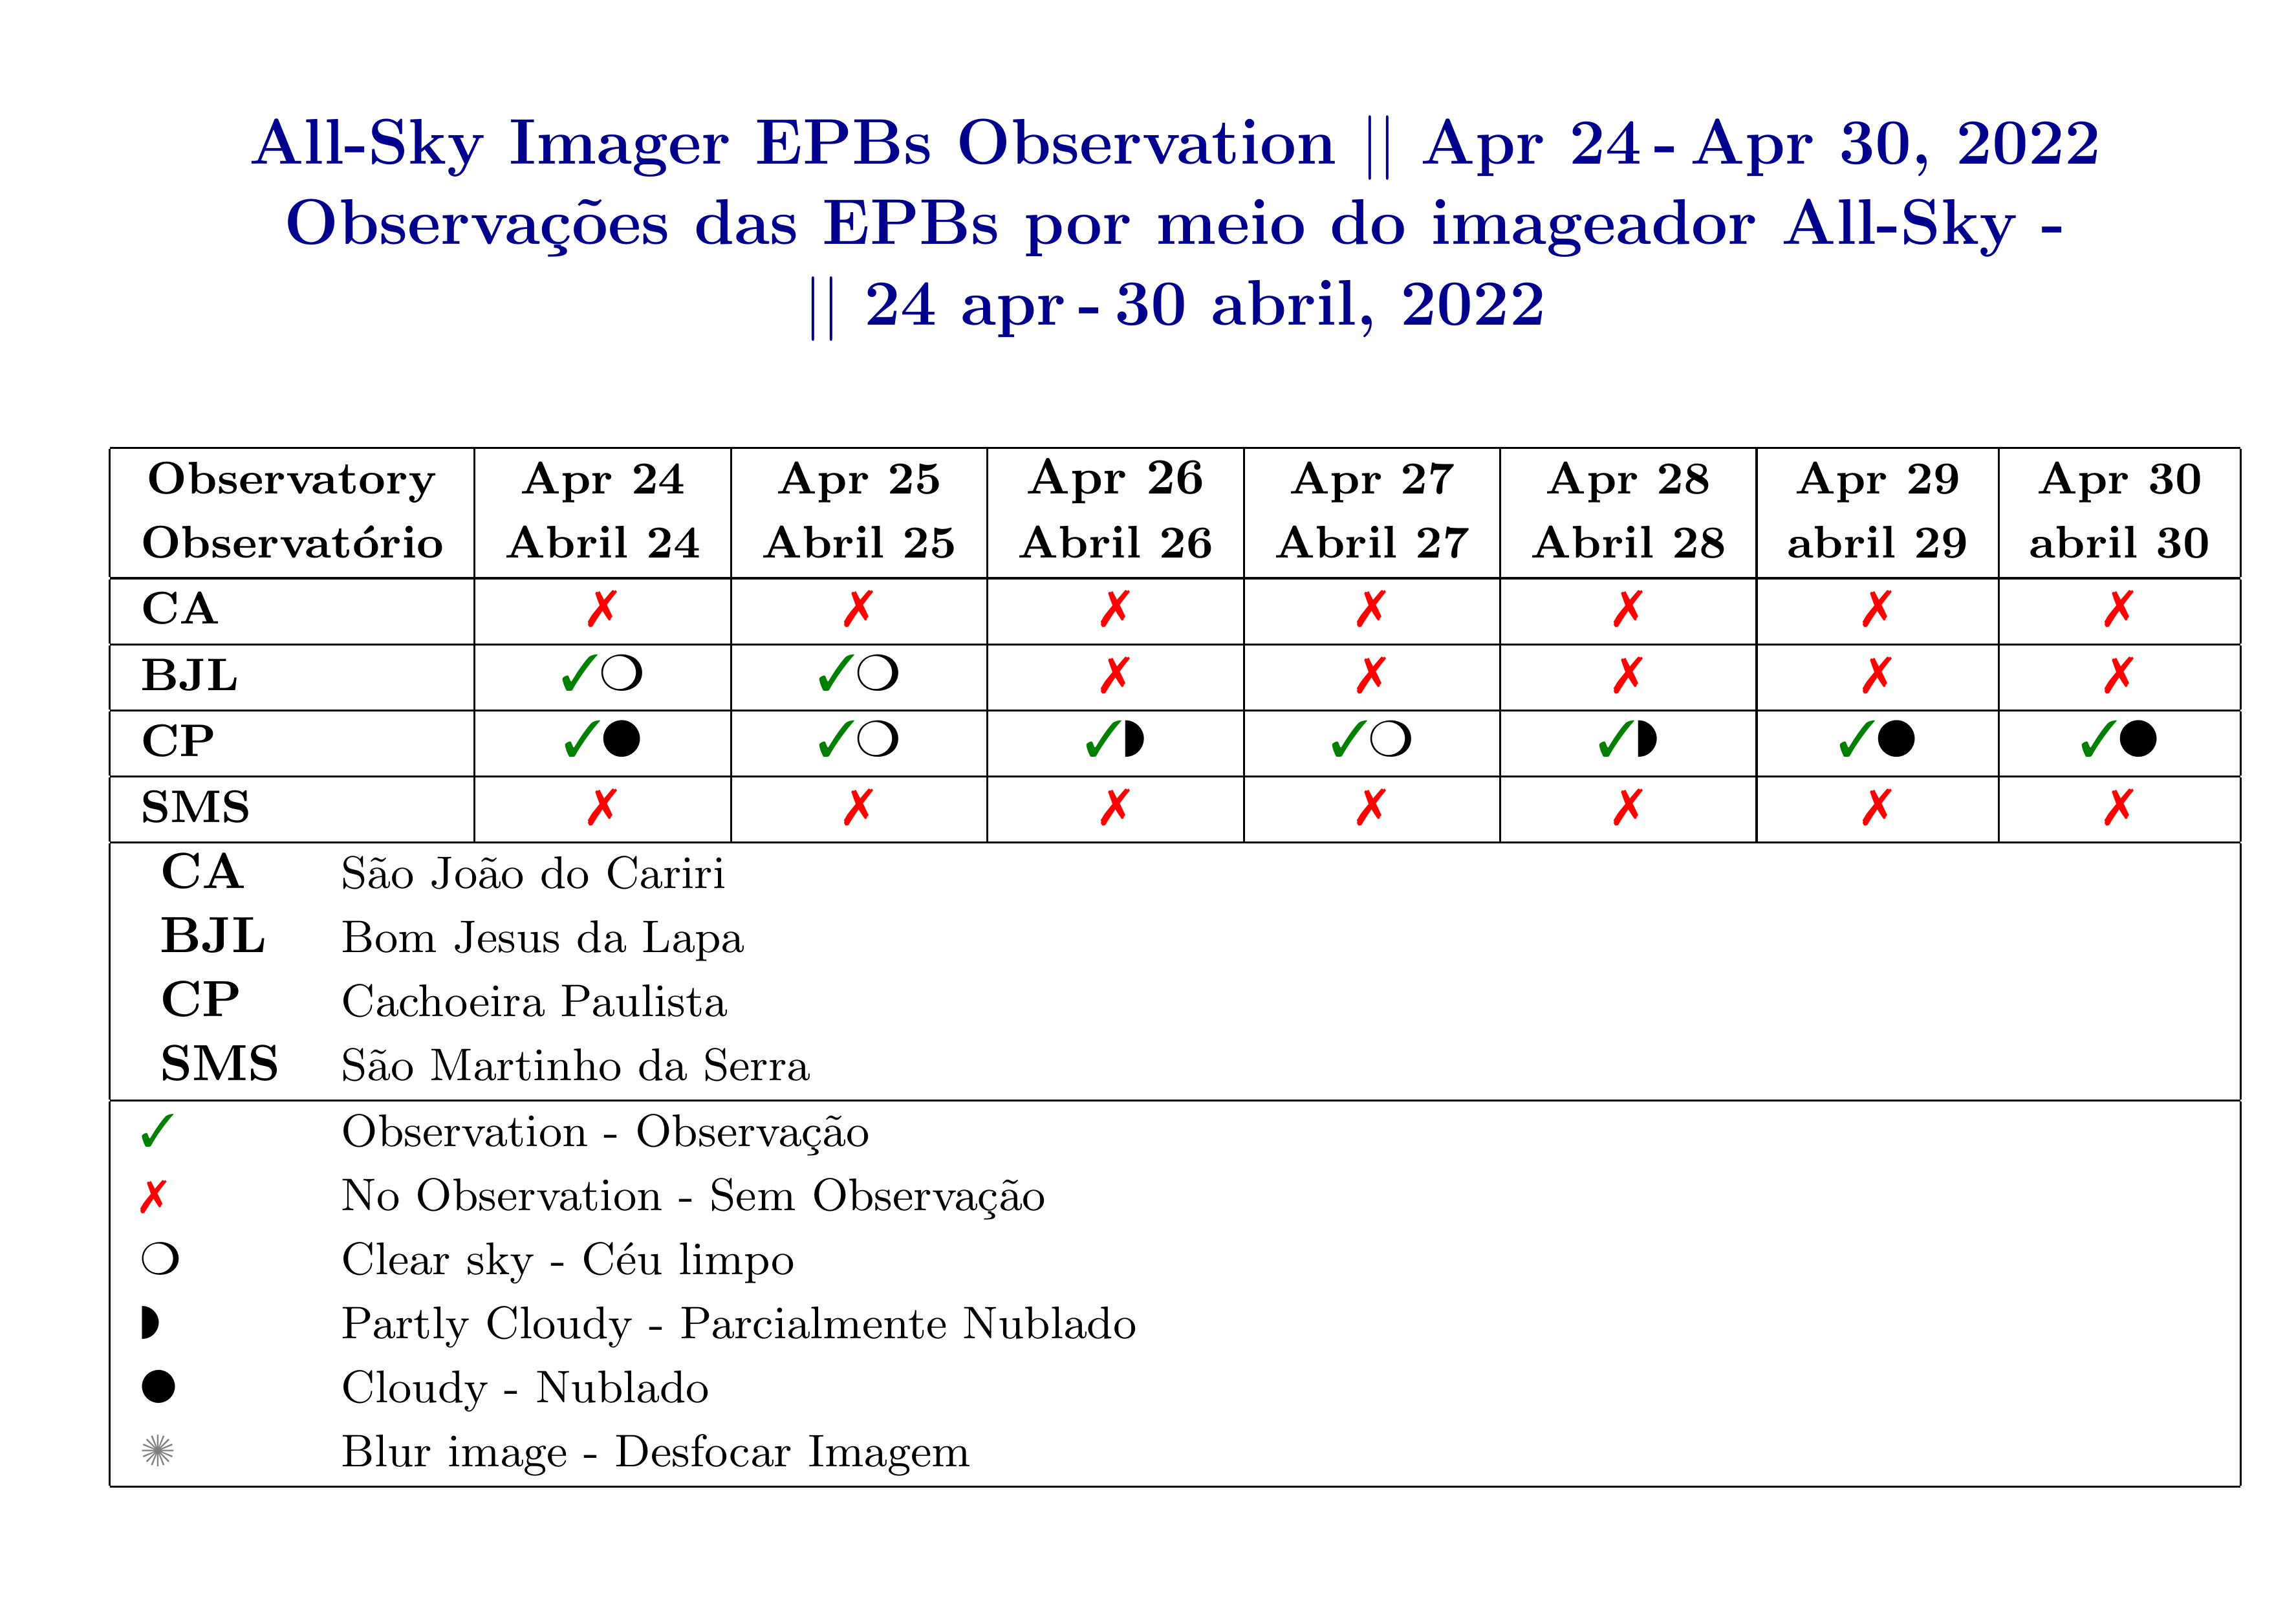 All-Sky Imager EPBs Observation || Apr 24 - Apr 30, 2022
Observações das EPBs por meio do imageador All-Sky -
|| 24 apr - 30 abril, 2022
Observatory Apr 24 Apr 25 Apr 26 Apr 27 Apr 28 Apr 29 Apr 30
Observatório Abril 24 Abril 25 Abril 26 Abril 27 Abril 28 abril 29 abril 30
CA ✗ ✗ ✗ ✗ ✗ ✗ ✗
BJL ✓❍ ✓❍ ✗ ✗ ✗ ✗ ✗
CP ✓● ✓❍ ✓◗ ✓❍ ✓◗ ✓● ✓●
SMS ✗ ✗ ✗ ✗ ✗ ✗ ✗
CA São João do Cariri
BJL Bom Jesus da Lapa
CP Cachoeira Paulista
SMS São Martinho da Serra
✓ Observation - Observação
✗ No Observation - Sem Observação
❍ Clear sky - Céu limpo
◗ Partly Cloudy - Parcialmente Nublado
● Cloudy - Nublado
✺ Blur image - Desfocar Imagem